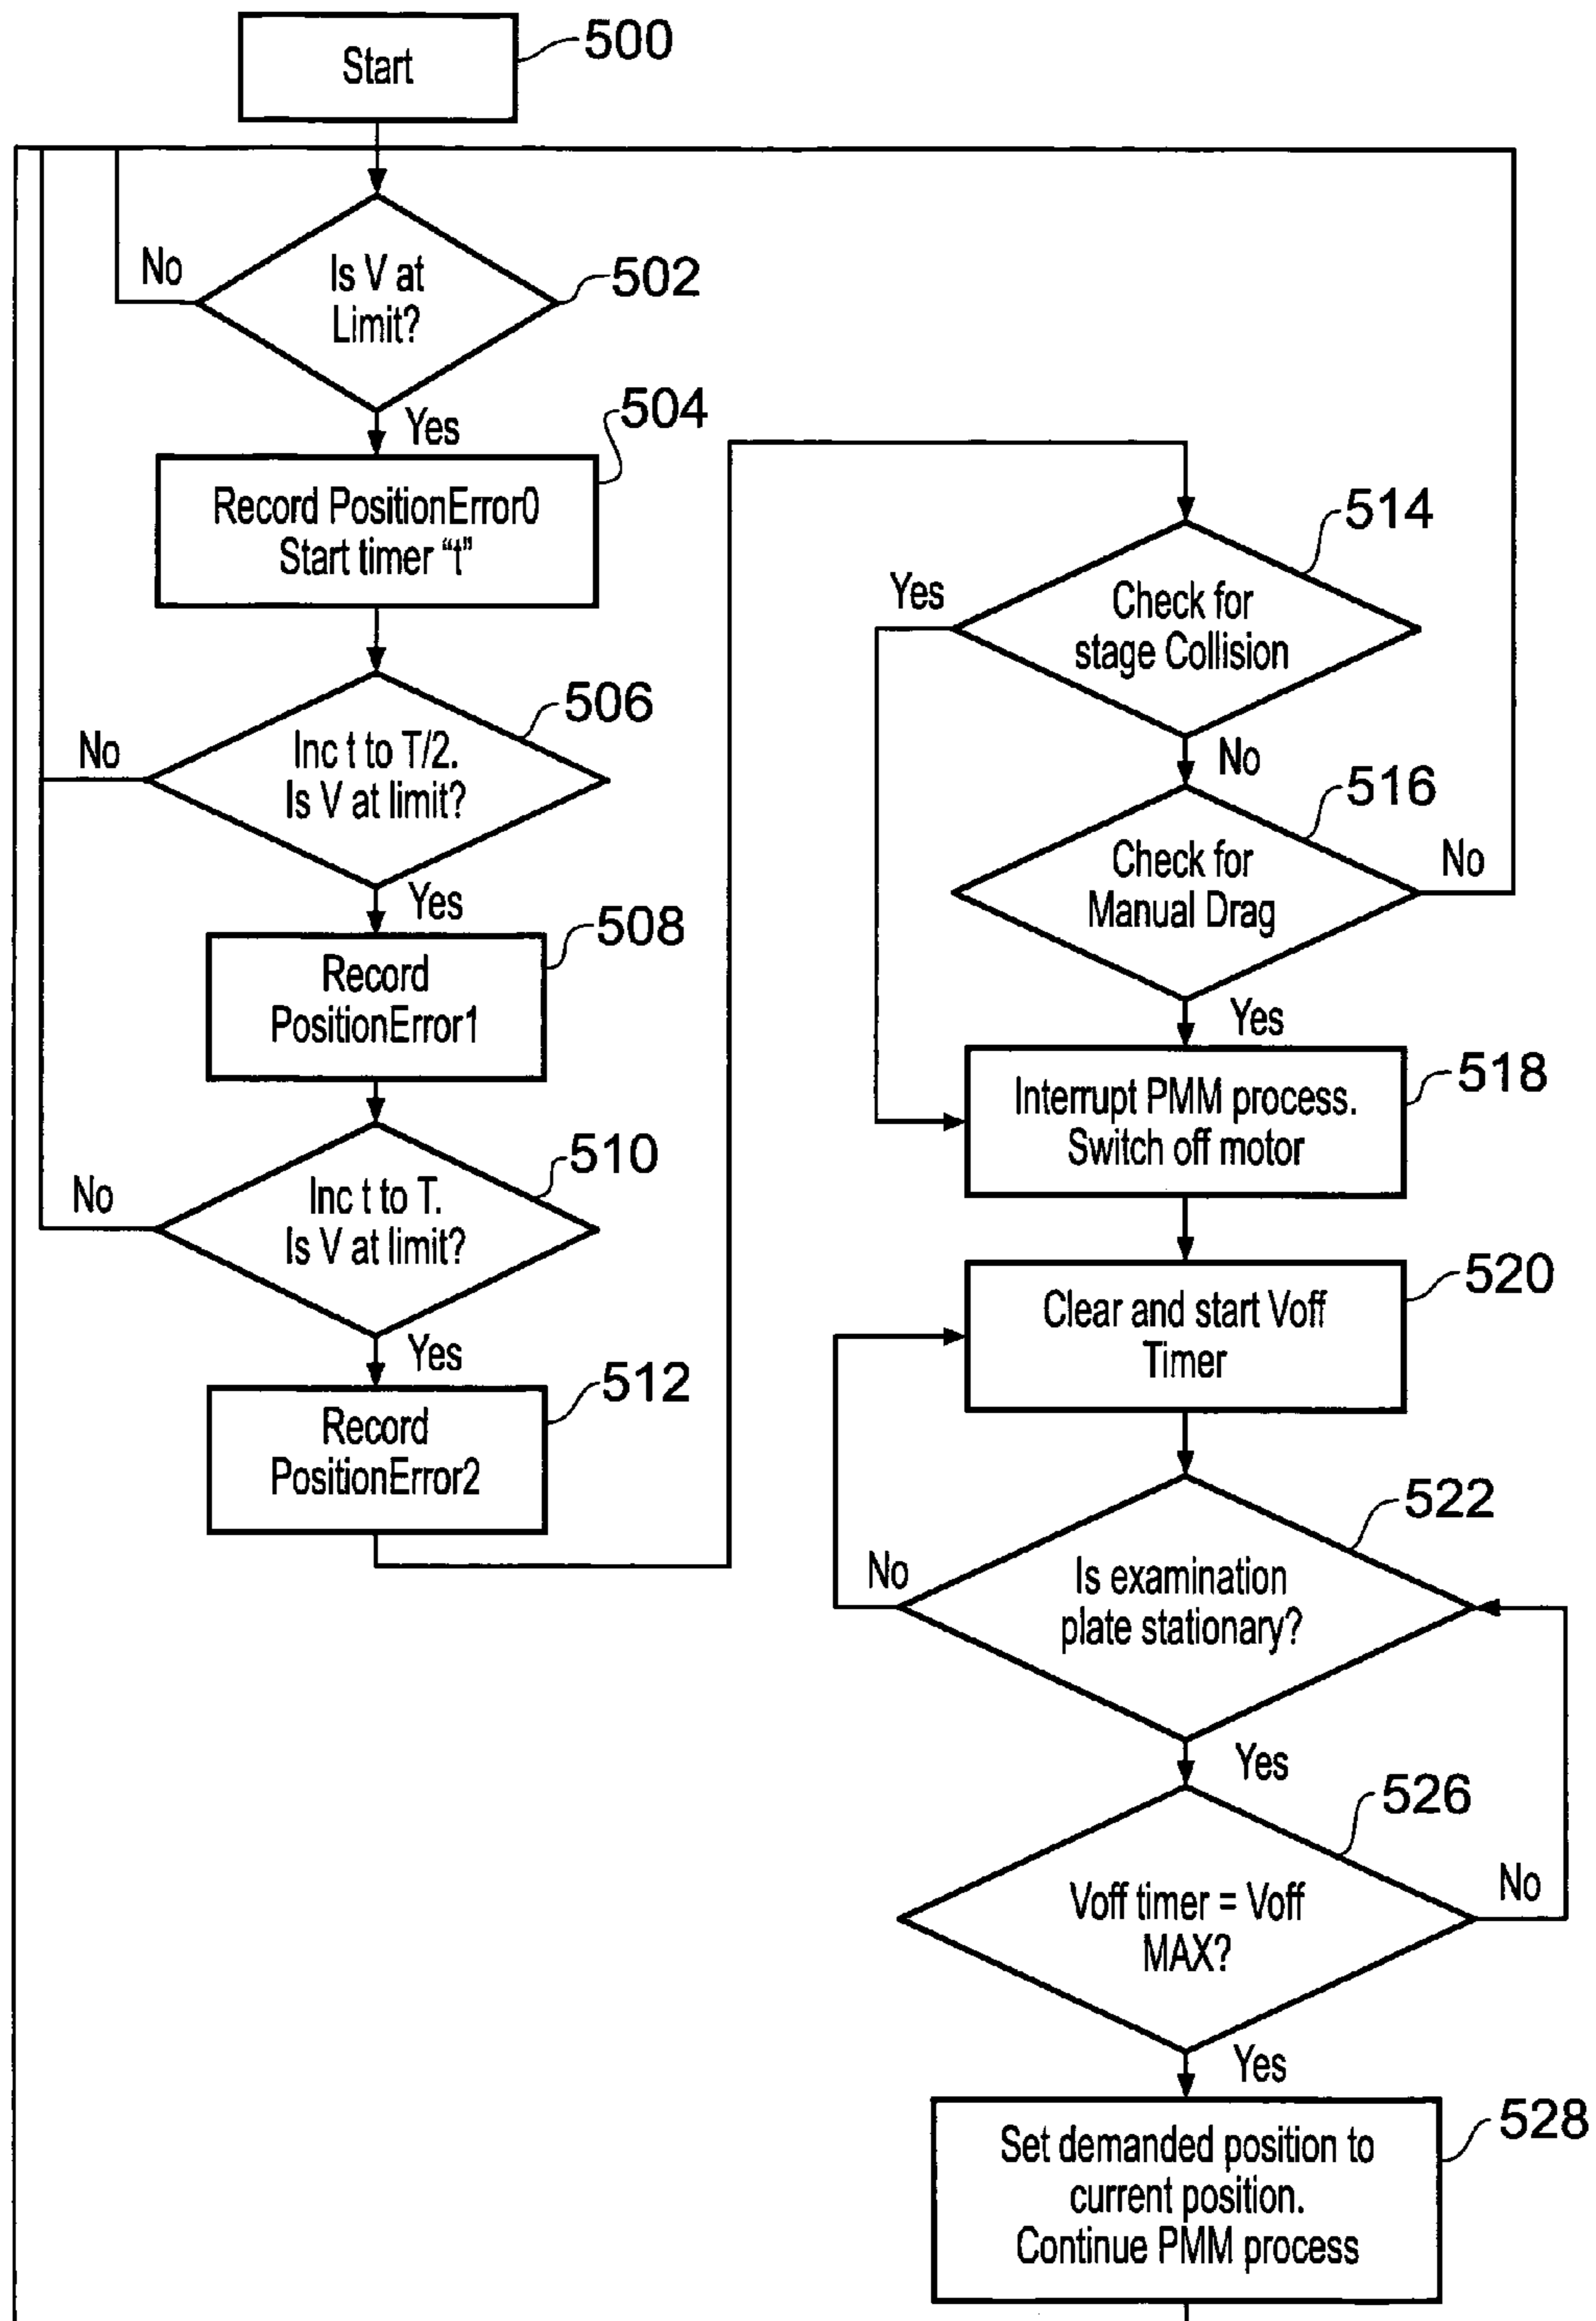 Start
500
No
Is V at
Limit?
502
Yes
504
Record PositionError0
Start timer “t”
506
No
Inc t to T/2.
Is V at limit?
Yes
508
Record
PositionError1
510
No
Inc t to T.
Is V at limit?
Yes
512
Record
PositionError2
514
Yes
Check for
stage Collision
No
516
Check for
Manual Drag
No
Yes
518
Interrupt PMM process.
Switch off motor
520
Clear and start Voff
Timer
522
No
Is examination
plate stationary?
Yes
526
Voff timer = Voff
MAX?
No
Yes
528
Set demanded position to
current position.
Continue PMM process